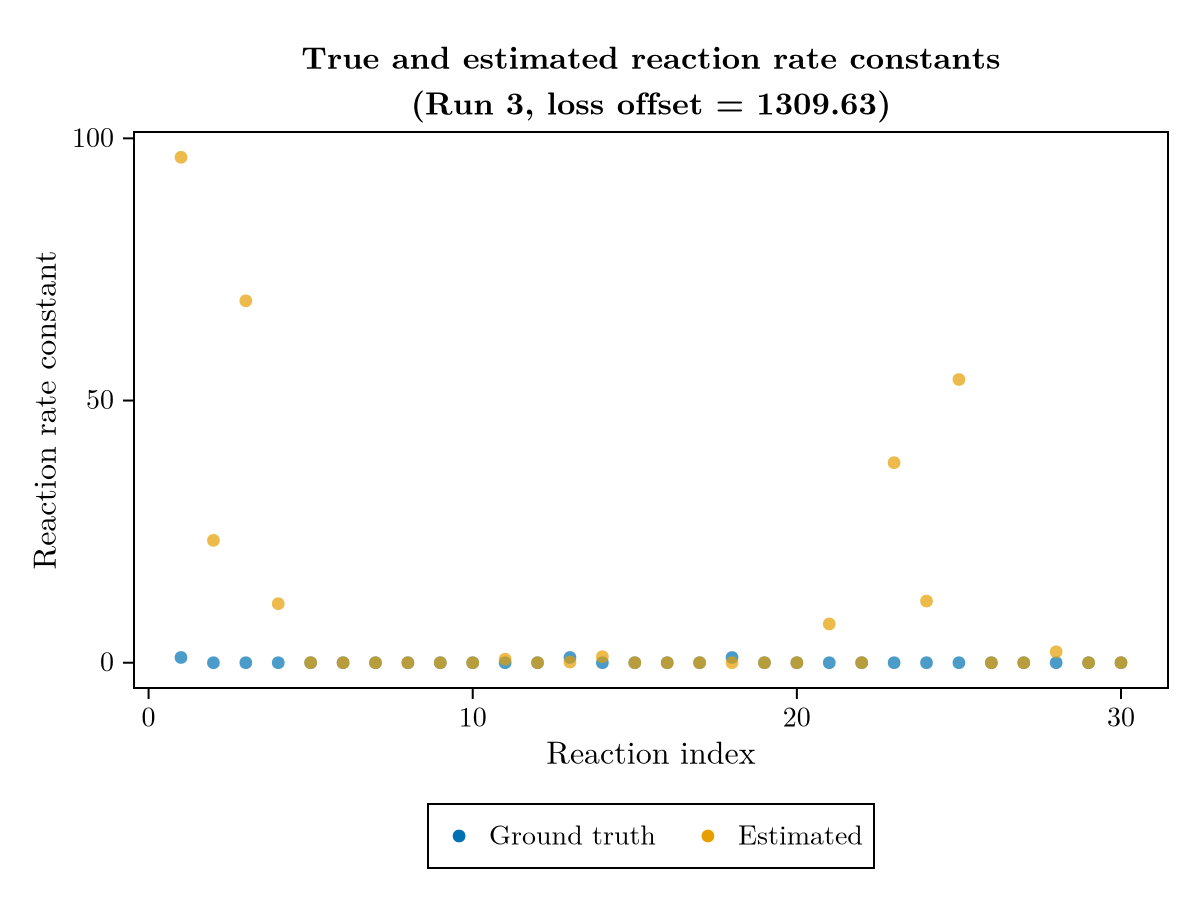 True and estimated reaction rate constants
(Run 3, loss offset = 1309.63)
100
50
0
Reaction rate constant
0 10 20 30
Reaction index
Ground truth Estimated